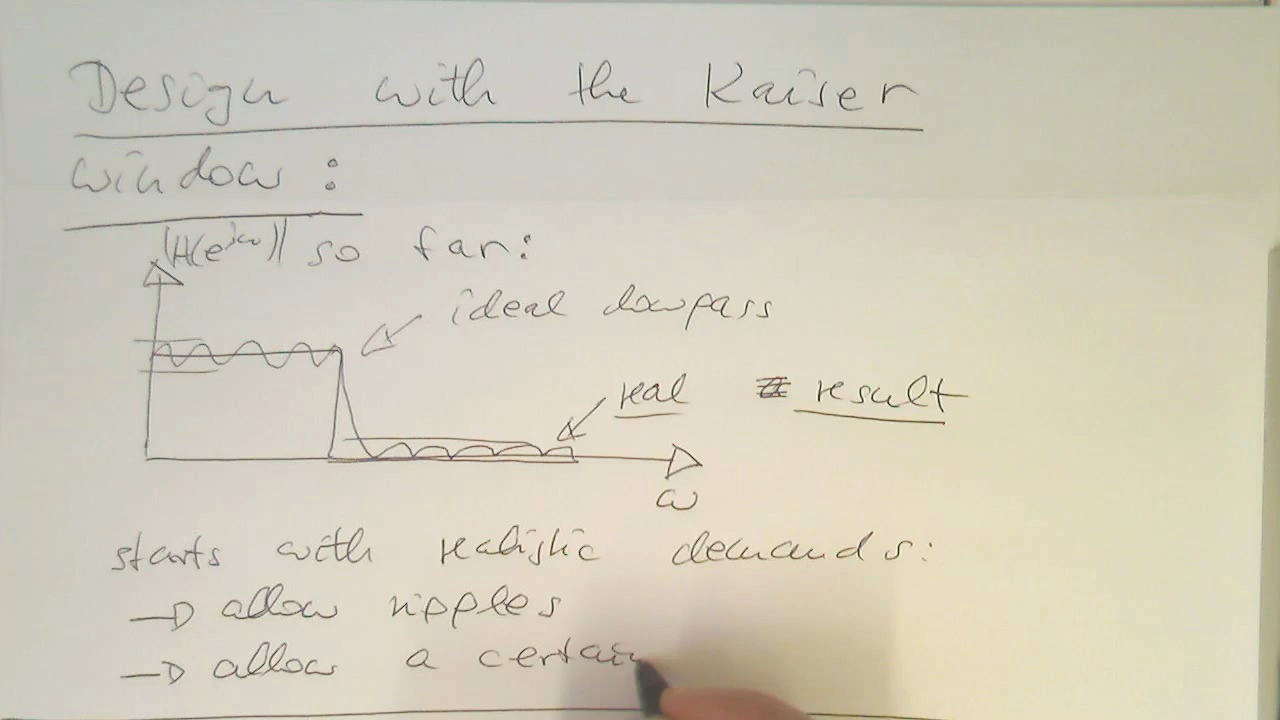 Design with the Kaiser
window:
|H(e^jω)| so far:
ideal lowpass
real result
ω
starts with realistic demands:
→ allow ripples
→ allow a certain